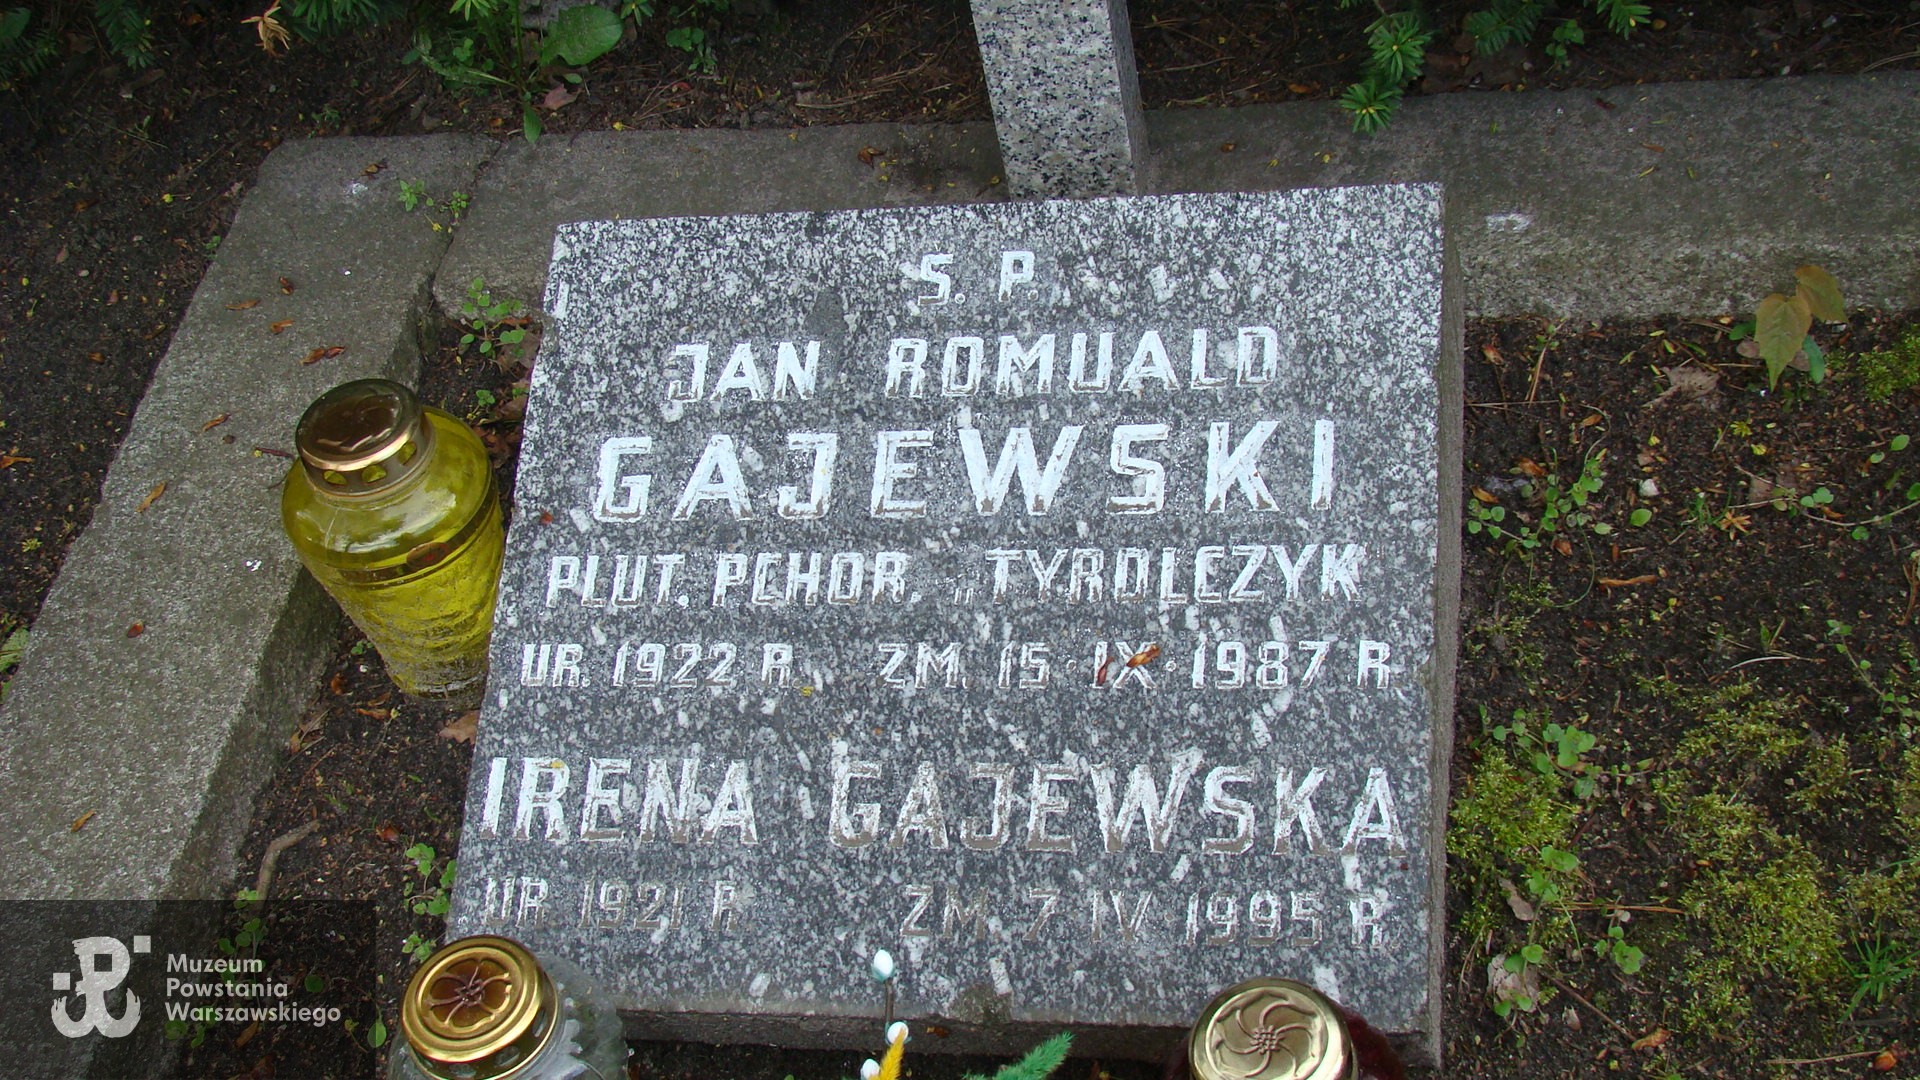 Ś. P.
JAN ROMUALD
GAJEWSKI
PLUT. PCHOR. „TYROLCZYK
UR. 1922 R. ZM. 15·IX·1987 R.
IRENA GAJEWSKA
UR. 1921 R. ZM 7 IV 1995 R.
Muzeum
Powstania
Warszawskiego